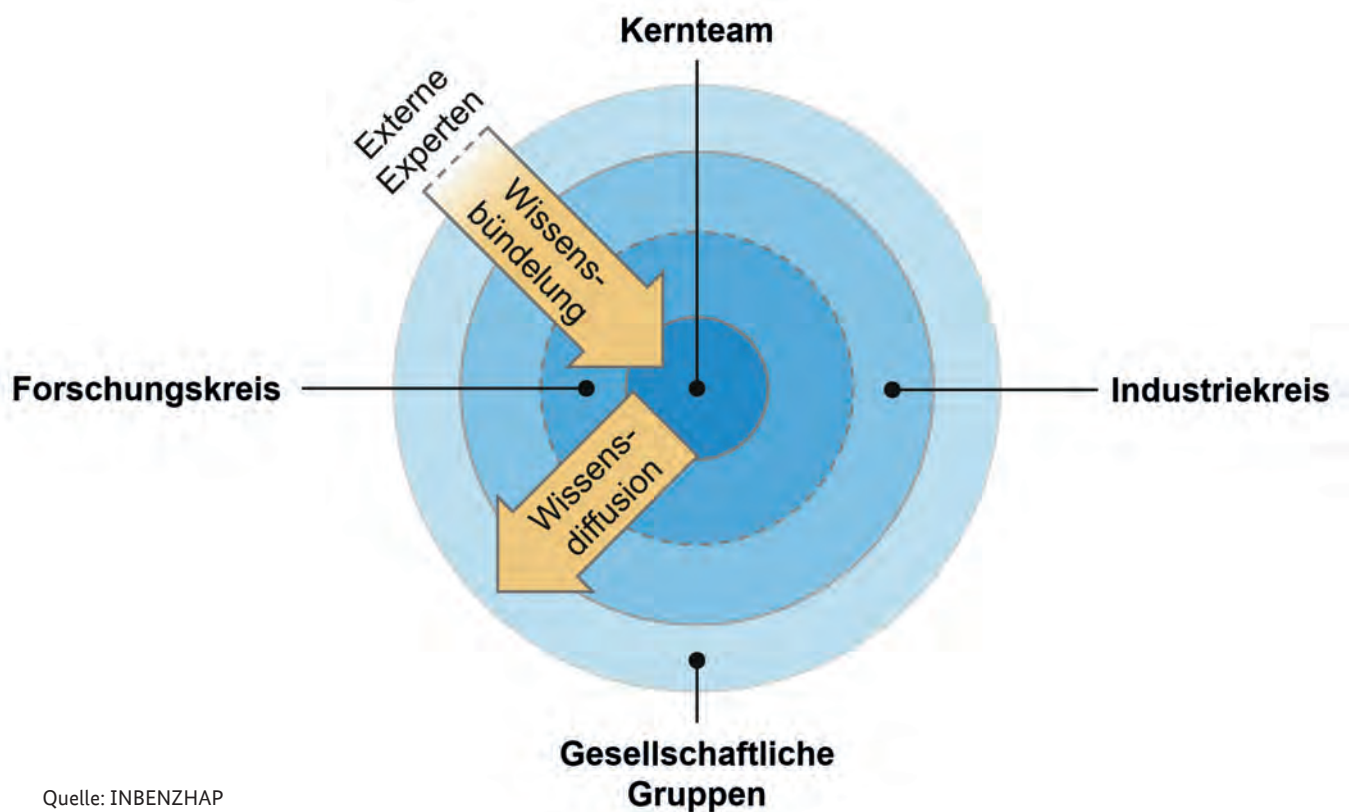 Kernteam
Externe
Experten
Wissens-
bündelung
Forschungskreis
Industriekreis
Wissens-
diffusion
Gesellschaftliche
Gruppen
Quelle: INBENZHAP